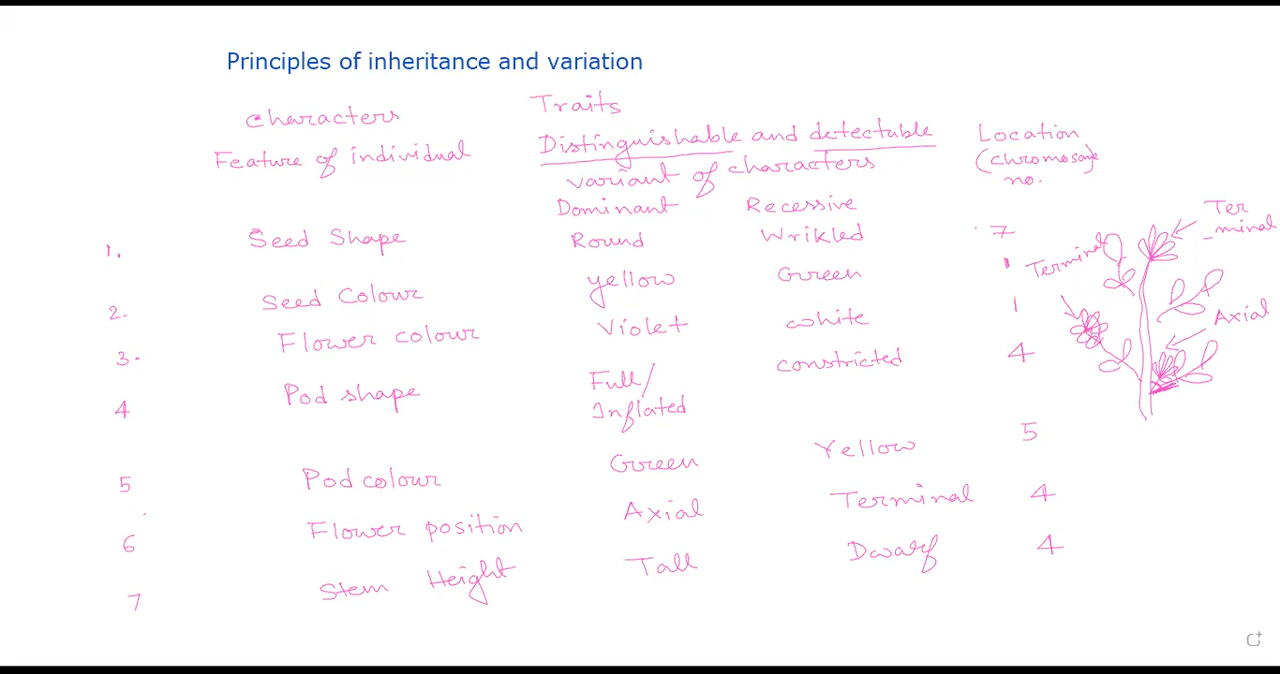 Principles of inheritance and variation
characters Traits
Feature of individual Distinguishable and detectable Location
variant of characters (chromosome
no.
Dominant Recessive
1. Seed Shape Round Wrikled 7
2. Seed Colour yellow Green 1
3. Flower colour Violet white 1
4 Pod shape Full/ constricted 4
Inflated
5 Pod colour Green Yellow 5
6 Flower position Axial Terminal 4
7 Stem Height Tall Dwarf 4
Ter
-minal
Terminal
Axial